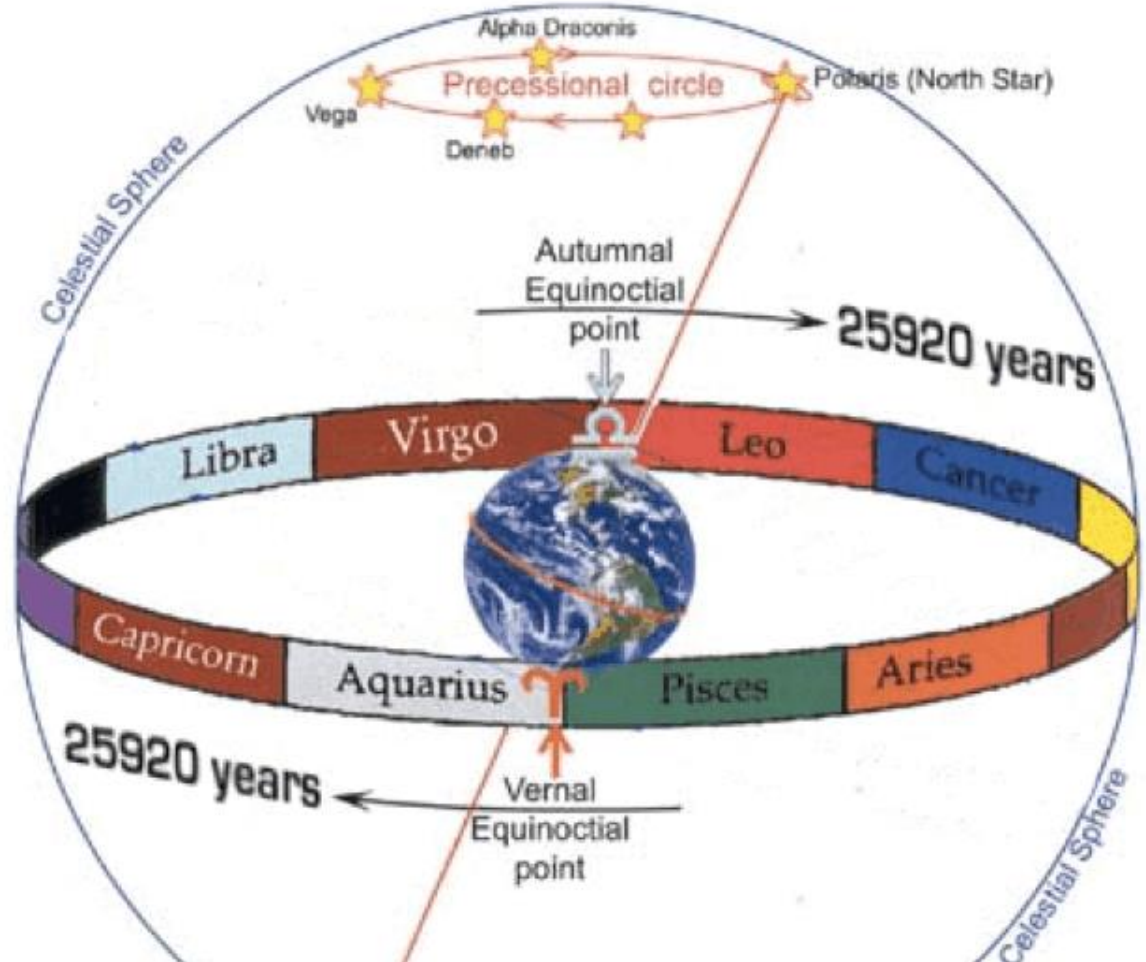 Alpha Draconis
Precessional circle
Polaris (North Star)
Vega
Deneb
Celestial Sphere
Autumnal
Equinoctial
point
25920 years
Libra
Virgo
Leo
Cancer
Capricorn
Aquarius
Pisces
Aries
25920 years
Vernal
Equinoctial
point
Celestial Sphere